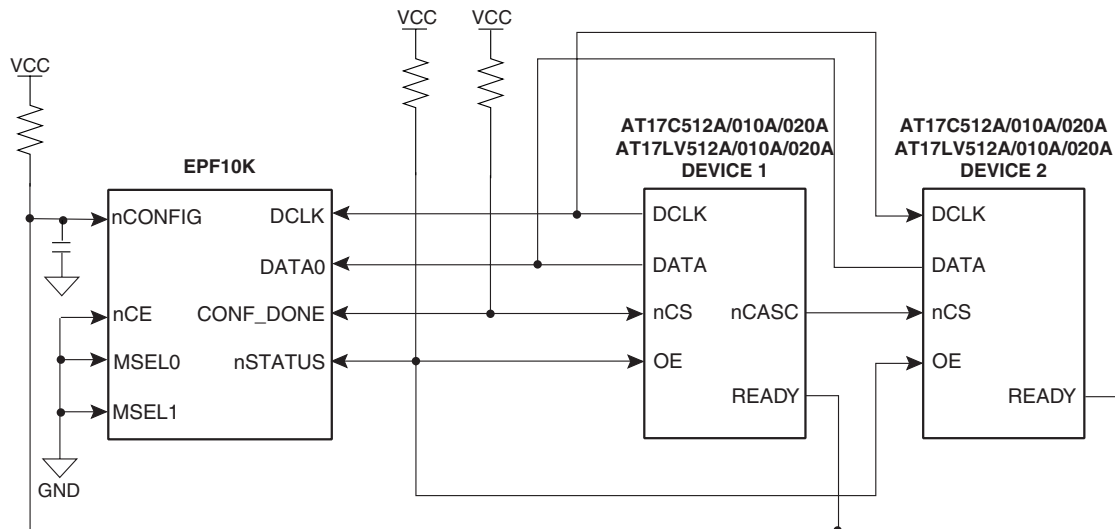 VCC
VCC
VCC
EPF10K
nCONFIG
DCLK
DATA0
nCE
CONF_DONE
MSEL0
nSTATUS
MSEL1
GND
AT17C512A/010A/020A
AT17LV512A/010A/020A
DEVICE 1
DCLK
DATA
nCS
nCASC
OE
READY
AT17C512A/010A/020A
AT17LV512A/010A/020A
DEVICE 2
DCLK
DATA
nCS
OE
READY